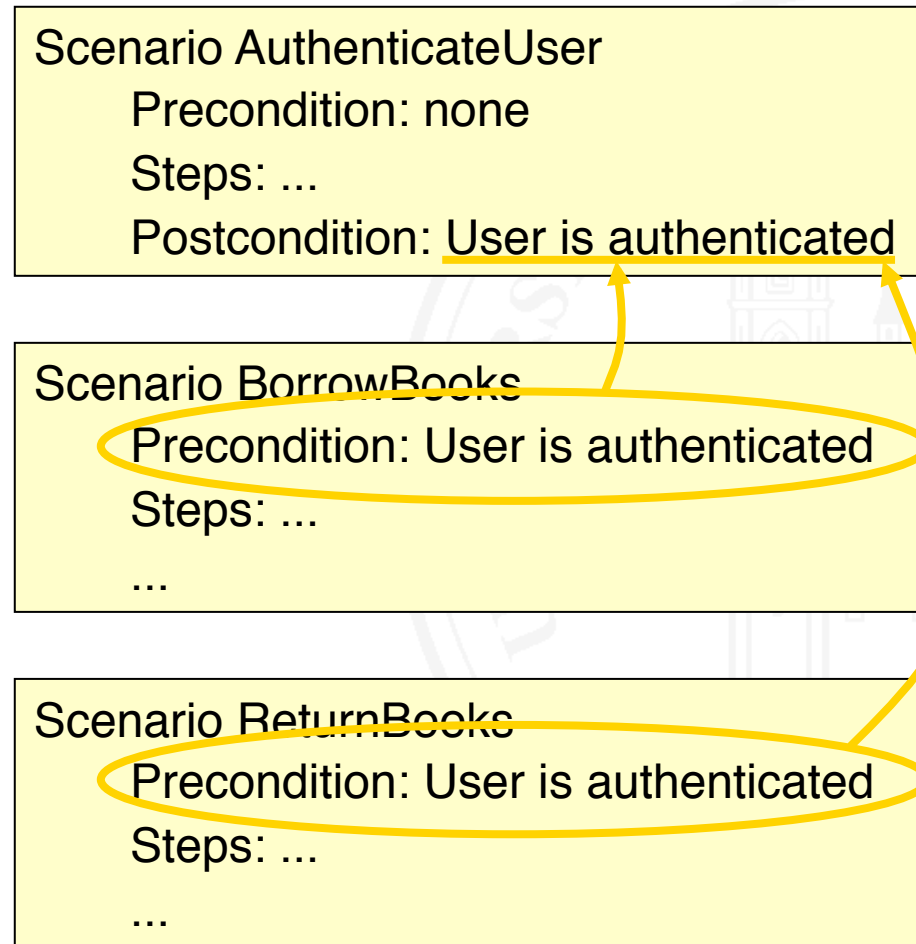 Scenario AuthenticateUser
Precondition: none
Steps: ...
Postcondition: User is authenticated
Scenario BorrowBooks
Precondition: User is authenticated
Steps: ...
...
Scenario ReturnBooks
Precondition: User is authenticated
Steps: ...
...